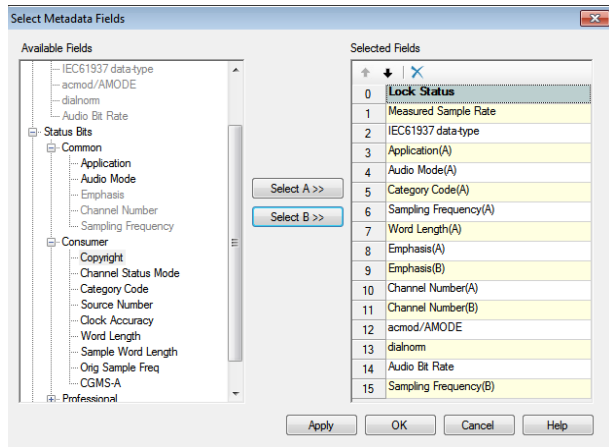 Select Metadata Fields
Available Fields
IEC61937 data-type
acmod/AMODE
dialnorm
Audio Bit Rate
Status Bits
Common
Application
Audio Mode
Emphasis
Channel Number
Sampling Frequency
Consumer
Copyright
Channel Status Mode
Category Code
Source Number
Clock Accuracy
Word Length
Sample Word Length
Orig Sample Freq
CGMS-A
Professional
Select A >>
Select B >>
Selected Fields
0 Lock Status
1 Measured Sample Rate
2 IEC61937 data-type
3 Application(A)
4 Audio Mode(A)
5 Category Code(A)
6 Sampling Frequency(A)
7 Word Length(A)
8 Emphasis(A)
9 Emphasis(B)
10 Channel Number(A)
11 Channel Number(B)
12 acmod/AMODE
13 dialnorm
14 Audio Bit Rate
15 Sampling Frequency(B)
Apply
OK
Cancel
Help